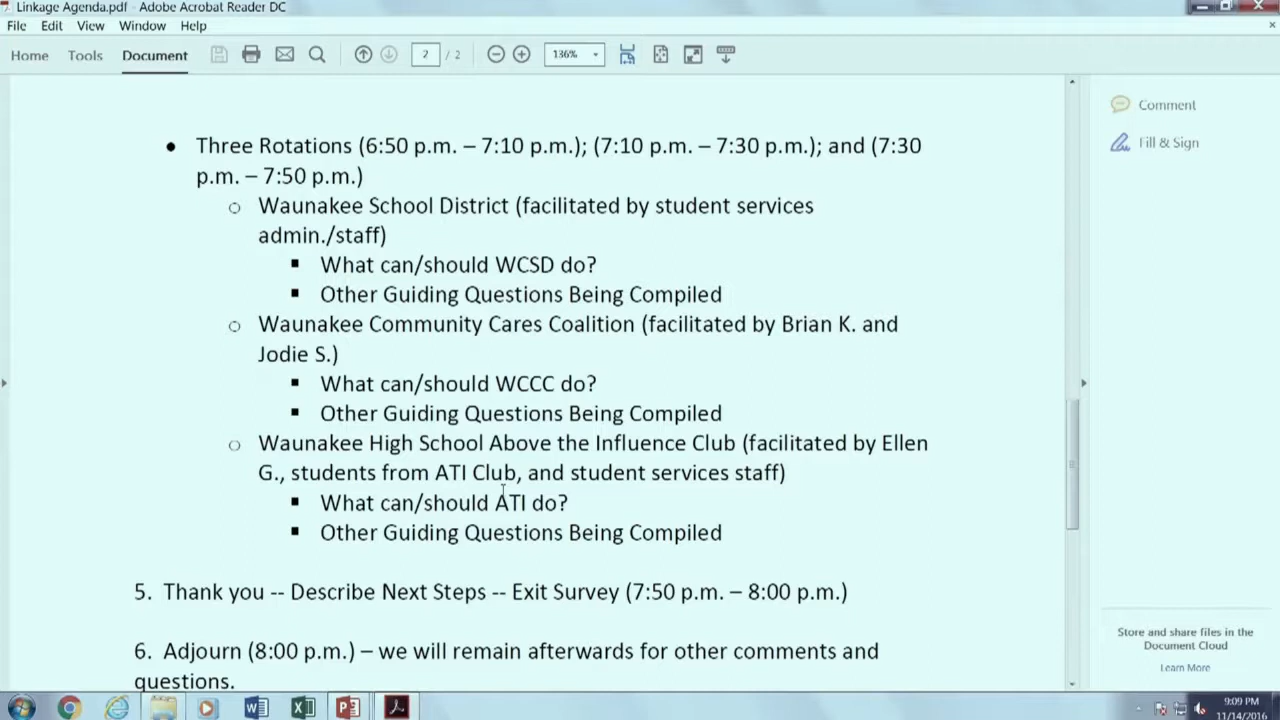 Linkage Agenda.pdf - Adobe Acrobat Reader DC
File Edit View Window Help
Home Tools Document 2 / 2 136%
Comment
Fill & Sign
• Three Rotations (6:50 p.m. – 7:10 p.m.); (7:10 p.m. – 7:30 p.m.); and (7:30
p.m. – 7:50 p.m.)
○ Waunakee School District (facilitated by student services
admin./staff)
▪ What can/should WCSD do?
▪ Other Guiding Questions Being Compiled
○ Waunakee Community Cares Coalition (facilitated by Brian K. and
Jodie S.)
▪ What can/should WCCC do?
▪ Other Guiding Questions Being Compiled
○ Waunakee High School Above the Influence Club (facilitated by Ellen
G., students from ATI Club, and student services staff)
▪ What can/should ATI do?
▪ Other Guiding Questions Being Compiled
5. Thank you -- Describe Next Steps -- Exit Survey (7:50 p.m. – 8:00 p.m.)
6. Adjourn (8:00 p.m.) – we will remain afterwards for other comments and
questions.
Store and share files in the
Document Cloud
Learn More
9:09 PM
11/14/2016